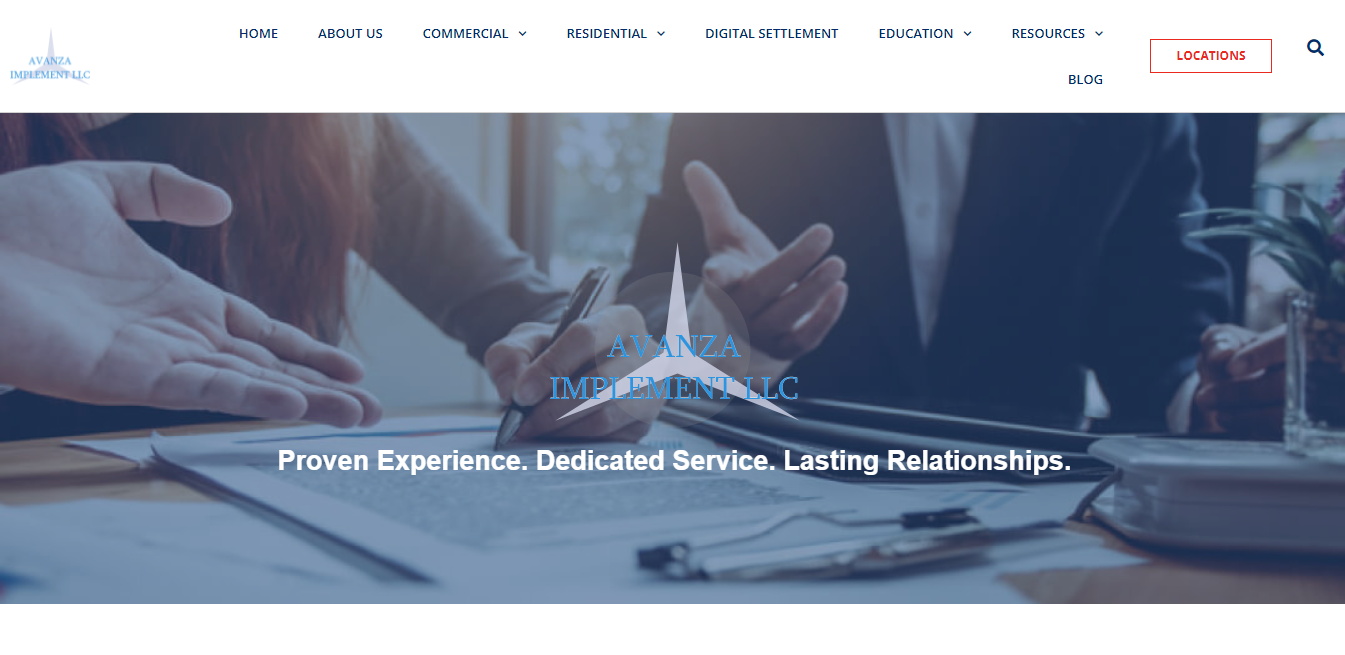 HOME ABOUT US COMMERCIAL RESIDENTIAL DIGITAL SETTLEMENT EDUCATION RESOURCES
BLOG
LOCATIONS
AVANZA
IMPLEMENT LLC
AVANZA
IMPLEMENT LLC
Proven Experience. Dedicated Service. Lasting Relationships.